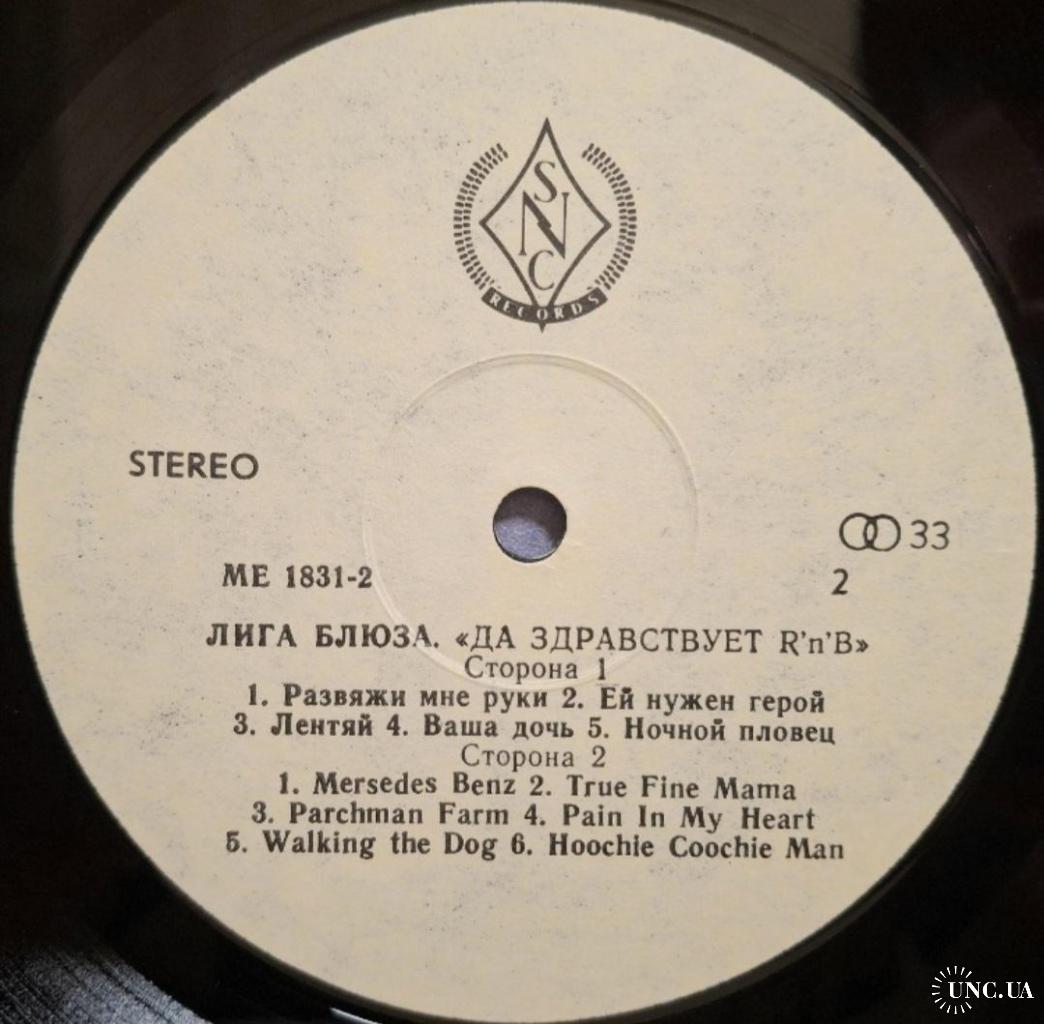 S
N
C
RECORDS
STEREO
33
МЕ 1831-2
2
ЛИГА БЛЮЗА. «ДА ЗДРАВСТВУЕТ R'n'B»
Сторона 1
1. Развяжи мне руки 2. Ей нужен герой
3. Лентяй 4. Ваша дочь 5. Ночной пловец
Сторона 2
1. Mersedes Benz 2. True Fine Mama
3. Parchman Farm 4. Pain In My Heart
5. Walking the Dog 6. Hoochie Coochie Man
UNC.UA